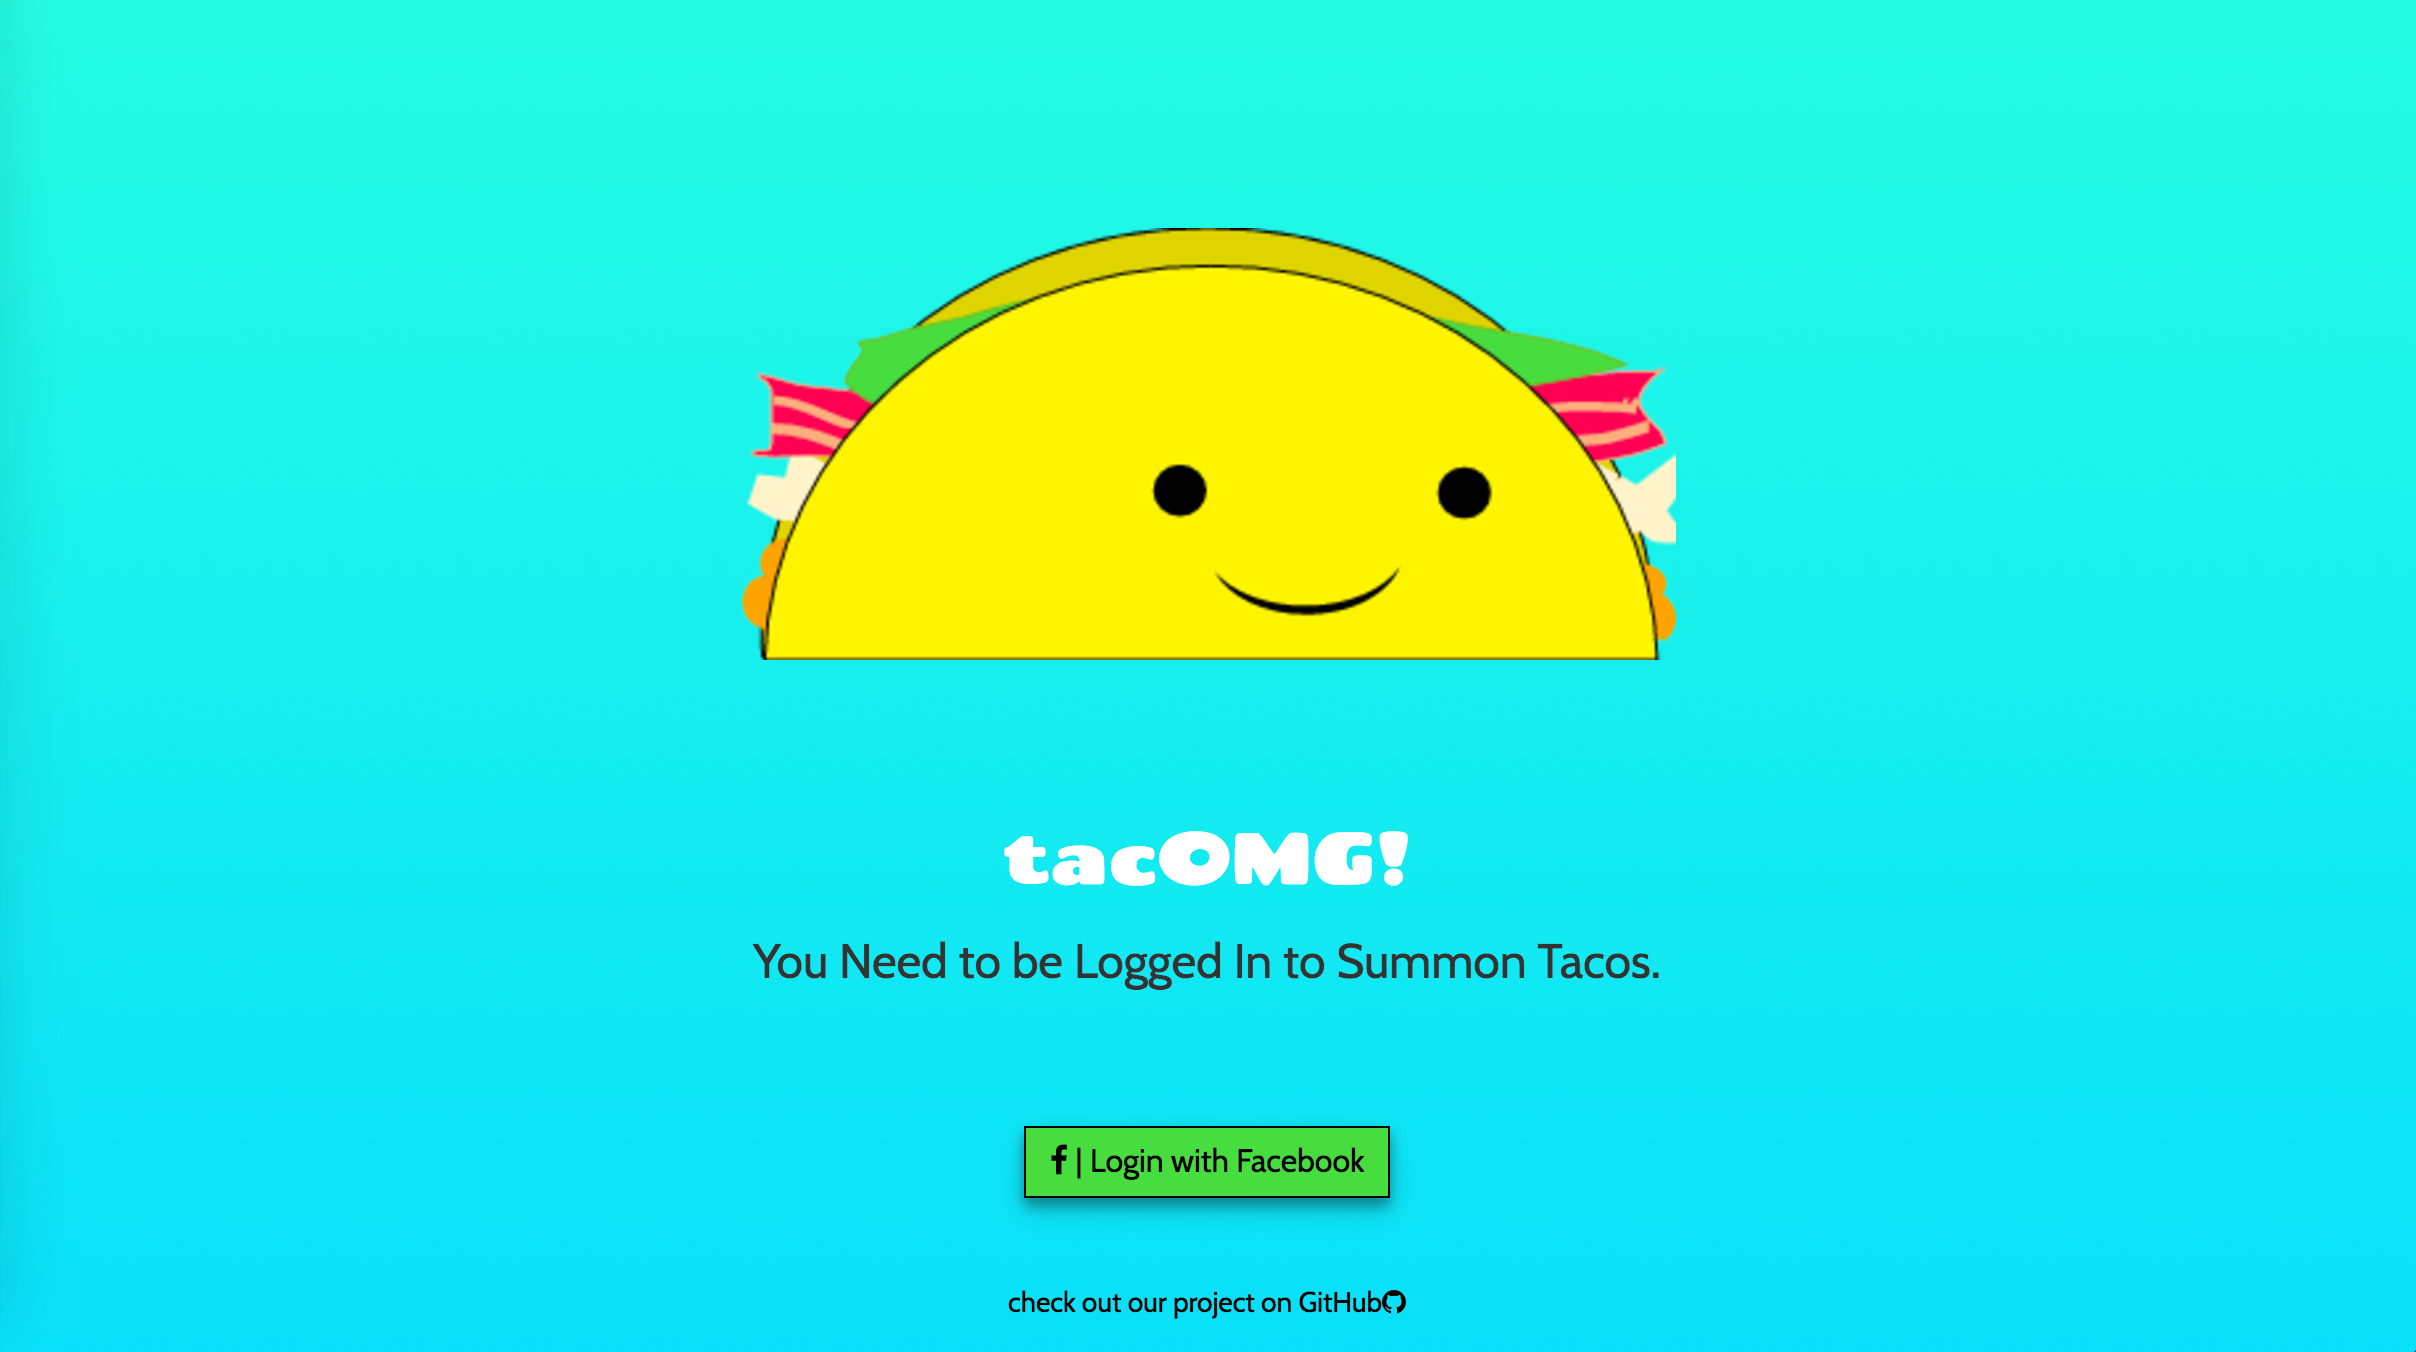 tacOMG!
You Need to be Logged In to Summon Tacos.
f | Login with Facebook
check out our project on GitHub